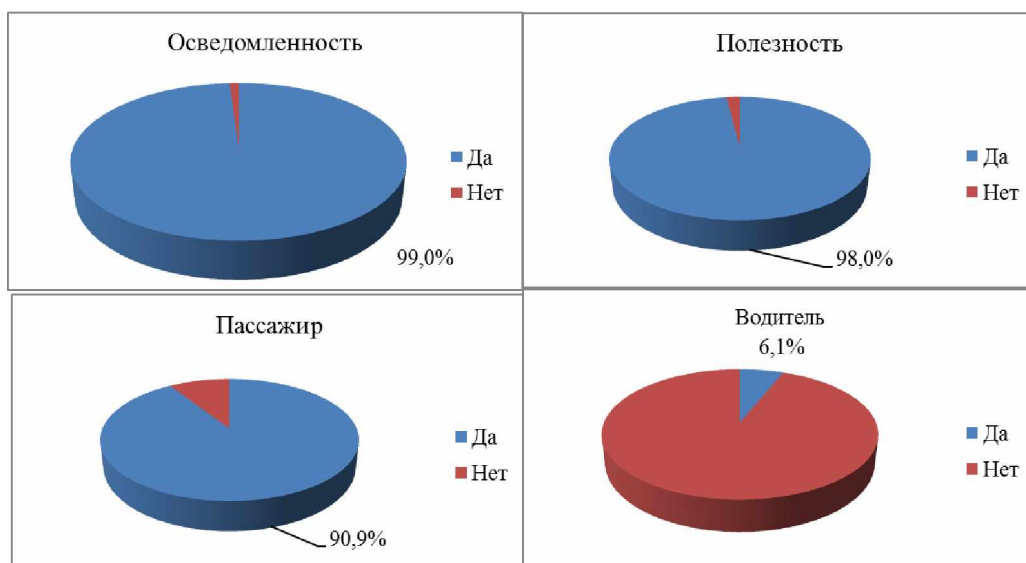 Осведомленность
Да
Нет
99,0%
Полезность
Да
Нет
98,0%
Пассажир
Да
Нет
90,9%
Водитель
6,1%
Да
Нет